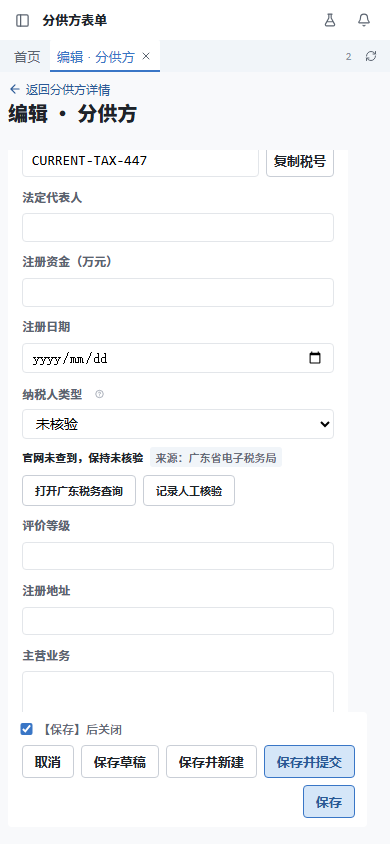 分供方表单
首页 编辑 · 分供方 2
返回分供方详情
编辑 · 分供方
CURRENT-TAX-447 复制税号
法定代表人
注册资金（万元）
注册日期
yyyy/mm/dd
纳税人类型
未核验
官网未查到，保持未核验 来源：广东省电子税务局
打开广东税务查询 记录人工核验
评价等级
注册地址
主营业务
【保存】后关闭
取消 保存草稿 保存并新建 保存并提交
保存